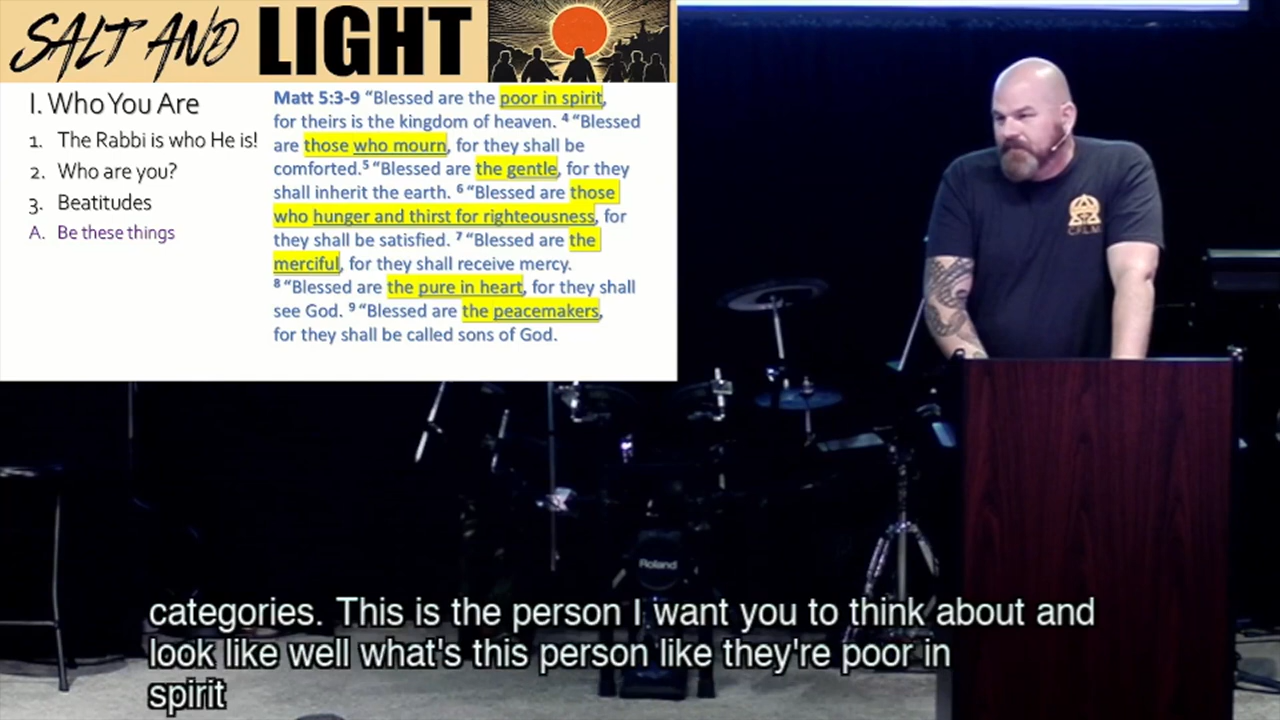 SALT AND LIGHT
I. Who You Are
1. The Rabbi is who He is!
2. Who are you?
3. Beatitudes
A. Be these things
Matt 5:3-9 “Blessed are the poor in spirit,
for theirs is the kingdom of heaven. 4 “Blessed
are those who mourn, for they shall be
comforted.5 “Blessed are the gentle, for they
shall inherit the earth. 6 “Blessed are those
who hunger and thirst for righteousness, for
they shall be satisfied. 7 “Blessed are the
merciful, for they shall receive mercy.
8 “Blessed are the pure in heart, for they shall
see God. 9 “Blessed are the peacemakers,
for they shall be called sons of God.
CFLM
Roland
categories. This is the person I want you to think about and
look like well what's this person like they're poor in
spirit